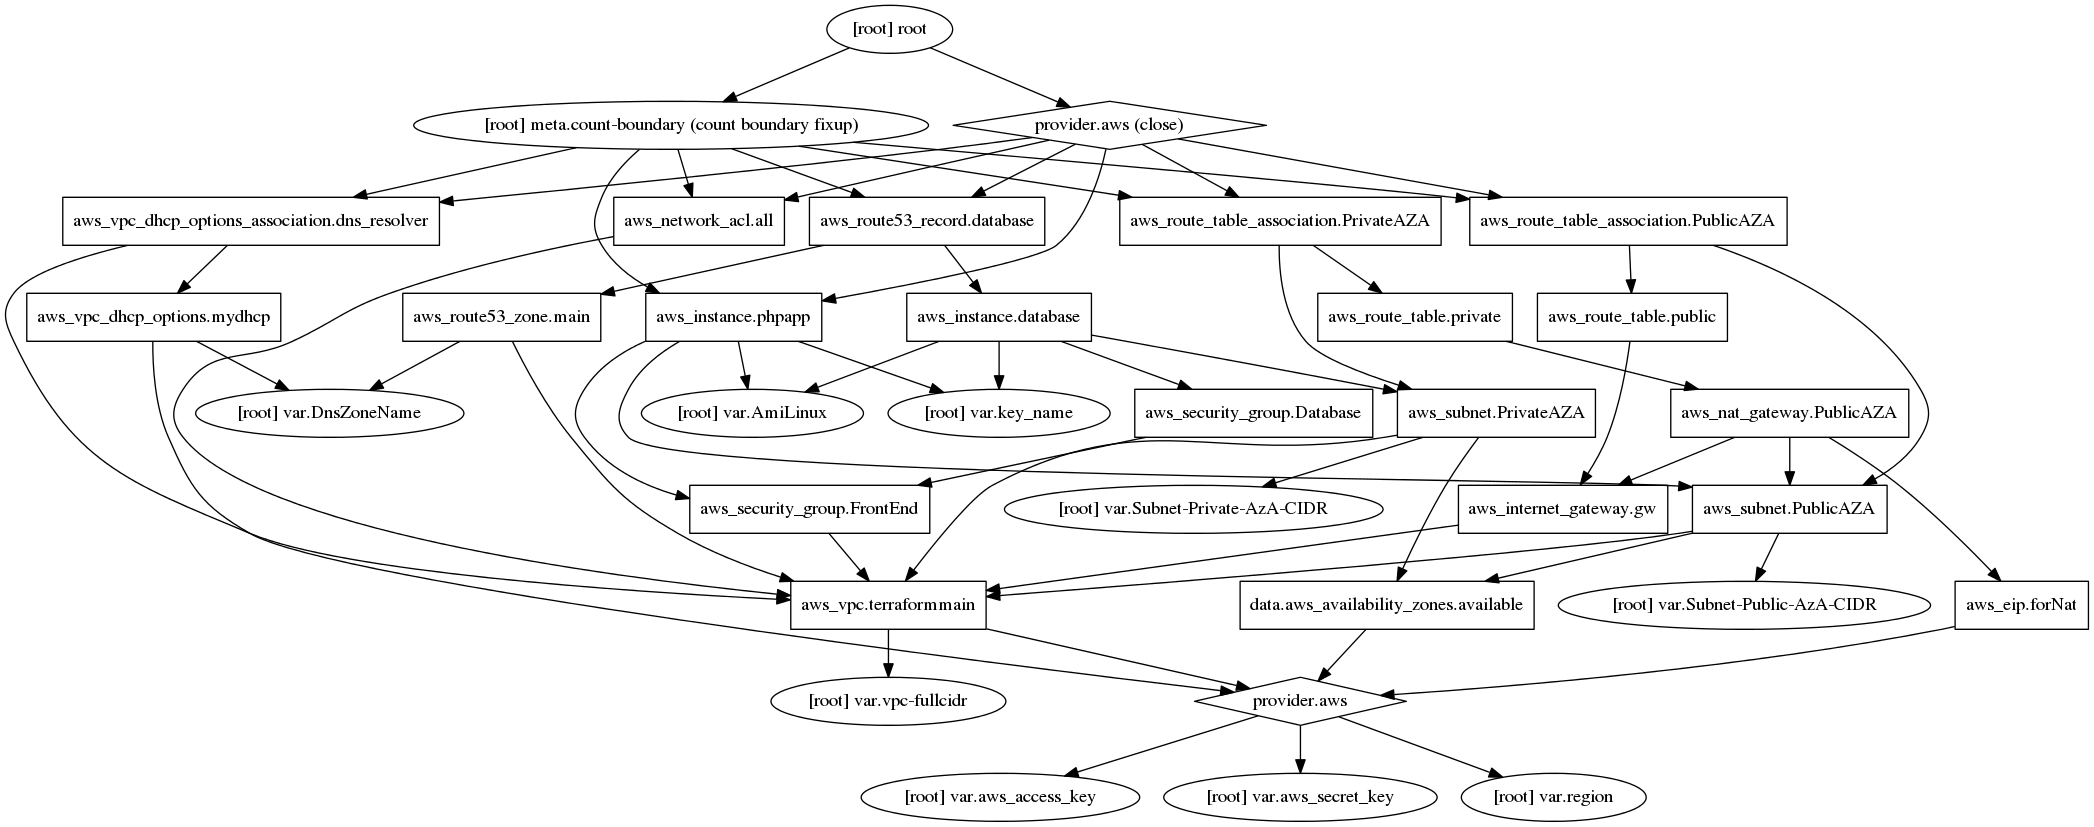 [root] root
[root] meta.count-boundary (count boundary fixup)
provider.aws (close)
aws_vpc_dhcp_options_association.dns_resolver
aws_network_acl.all
aws_route53_record.database
aws_route_table_association.PrivateAZA
aws_route_table_association.PublicAZA
aws_vpc_dhcp_options.mydhcp
aws_route53_zone.main
aws_instance.phpapp
aws_instance.database
aws_route_table.private
aws_route_table.public
[root] var.DnsZoneName
[root] var.AmiLinux
[root] var.key_name
aws_security_group.Database
aws_subnet.PrivateAZA
aws_nat_gateway.PublicAZA
aws_security_group.FrontEnd
[root] var.Subnet-Private-AzA-CIDR
aws_internet_gateway.gw
aws_subnet.PublicAZA
aws_vpc.terraformmain
data.aws_availability_zones.available
[root] var.Subnet-Public-AzA-CIDR
aws_eip.forNat
[root] var.vpc-fullcidr
provider.aws
[root] var.aws_access_key
[root] var.aws_secret_key
[root] var.region